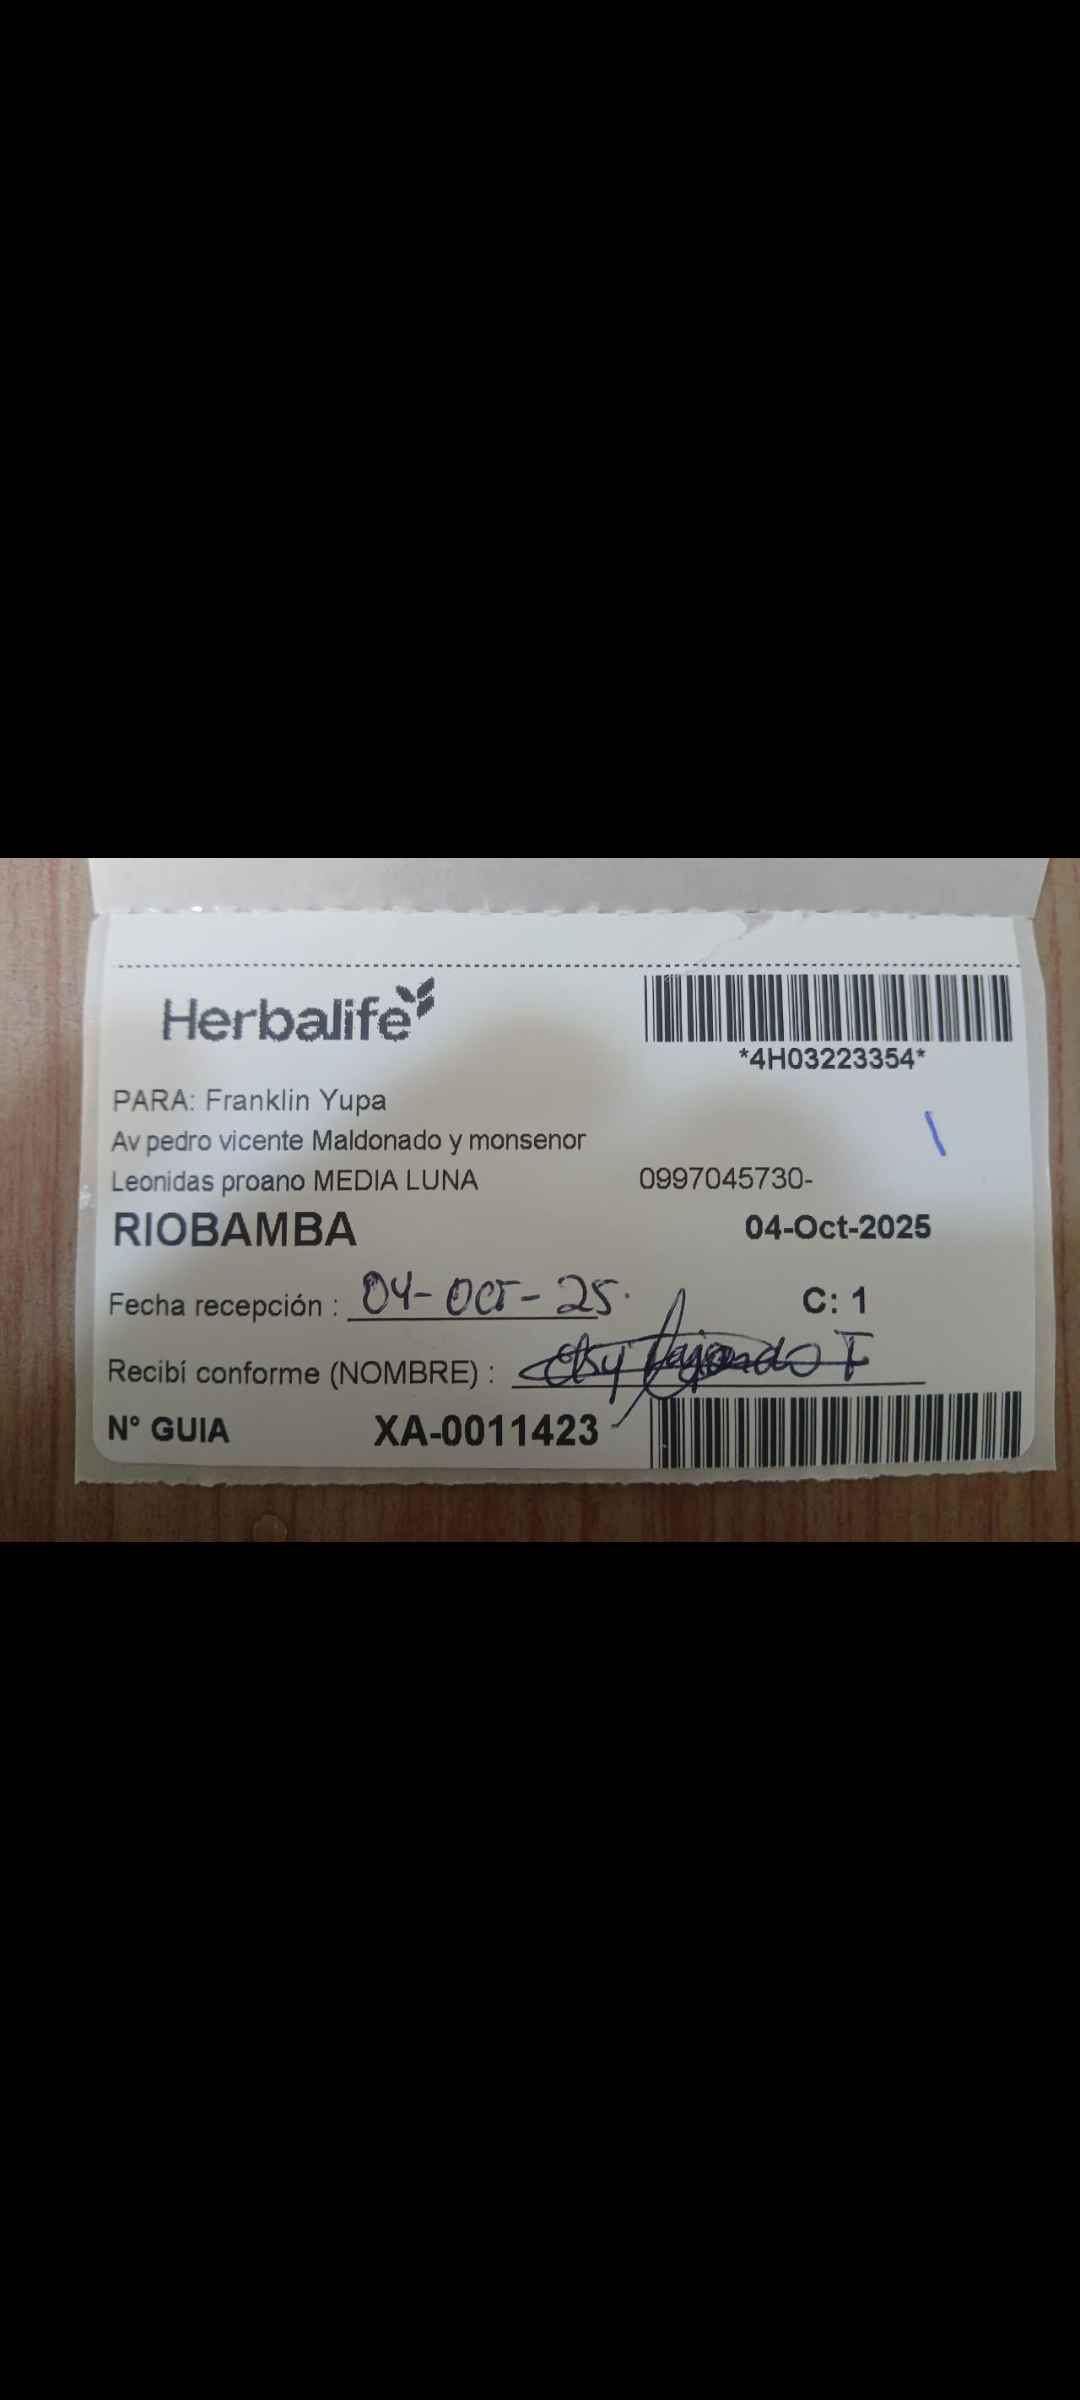 Herbalife
*4H03223354*
PARA: Franklin Yupa
Av pedro vicente Maldonado y monsenor
Leonidas proano MEDIA LUNA 0997045730-
RIOBAMBA 04-Oct-2025
Fecha recepción : 04-Oct-25. C: 1
Recibí conforme (NOMBRE) :
N° GUIA XA-0011423